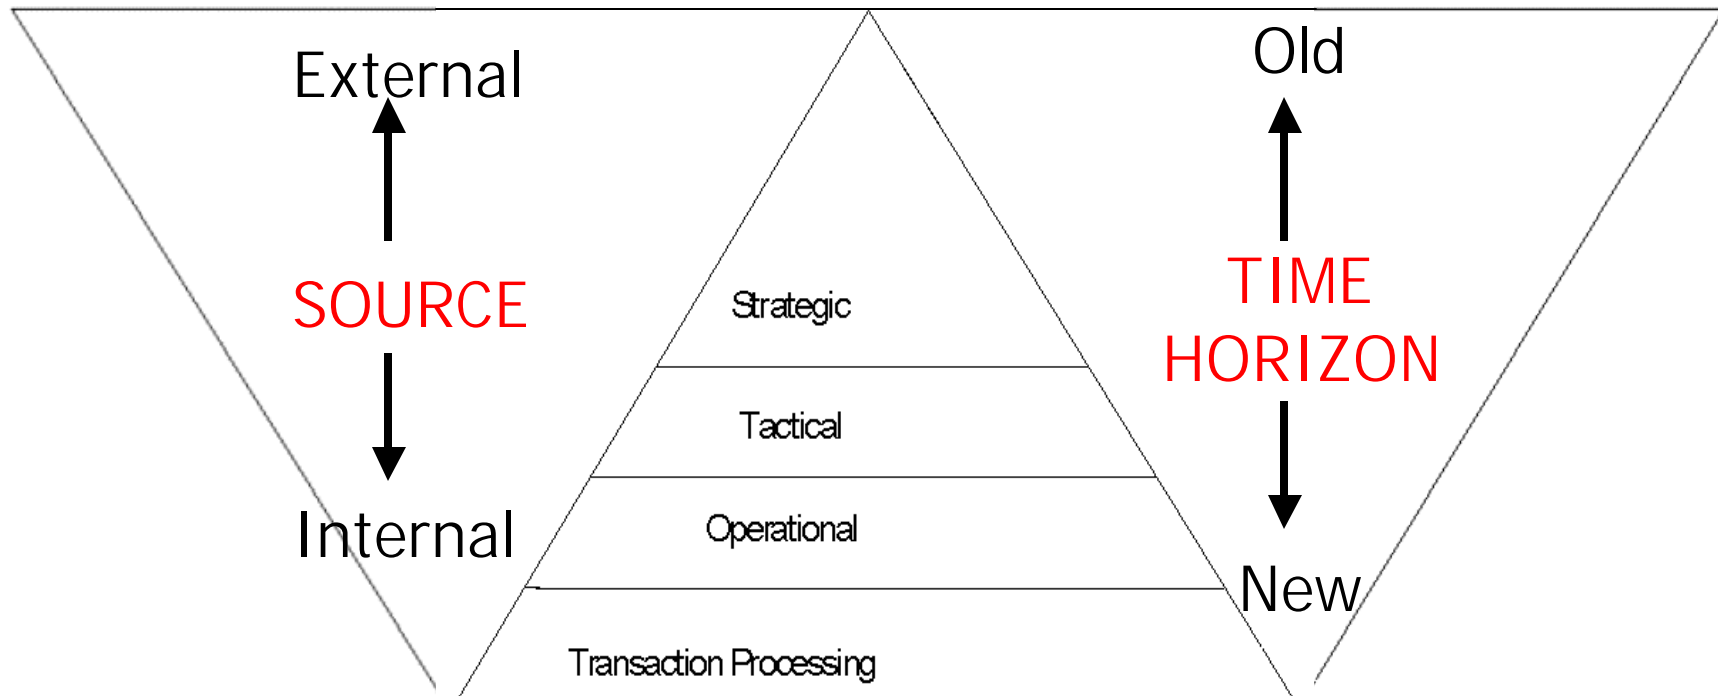 External
Old
SOURCE
TIME
HORIZON
Strategic
Tactical
Internal
Operational
New
Transaction Processing